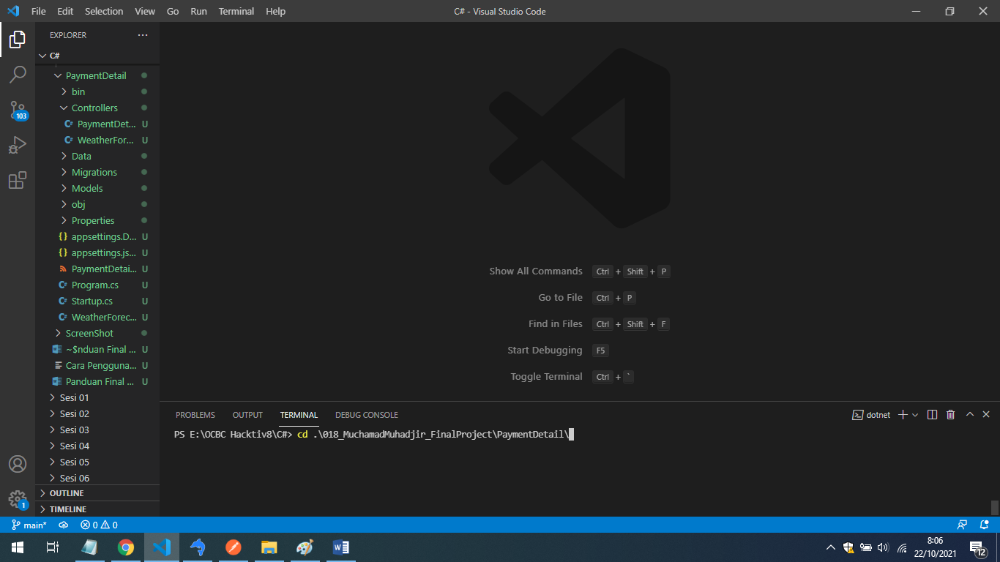 File Edit Selection View Go Run Terminal Help
C# - Visual Studio Code
EXPLORER
C#
PaymentDetail
bin
Controllers
PaymentDet... U
WeatherFor... U
Data
Migrations
Models
obj
Properties
appsettings.D... U
appsettings.js... U
PaymentDetai... U
Program.cs U
Startup.cs U
WeatherForec... U
ScreenShot
~$nduan Final ... U
Cara Pengguna... U
Panduan Final ... U
Sesi 01
Sesi 02
Sesi 03
Sesi 04
Sesi 05
Sesi 06
OUTLINE
TIMELINE
103
1
Show All Commands Ctrl + Shift + P
Go to File Ctrl + P
Find in Files Ctrl + Shift + F
Start Debugging F5
Toggle Terminal Ctrl + `
PROBLEMS OUTPUT TERMINAL DEBUG CONSOLE
dotnet
PS E:\OCBC Hacktiv8\C#> cd .\018_MuchamadMuhadjir_FinalProject\PaymentDetail\
main* 0 0
8:06
22/10/2021
12